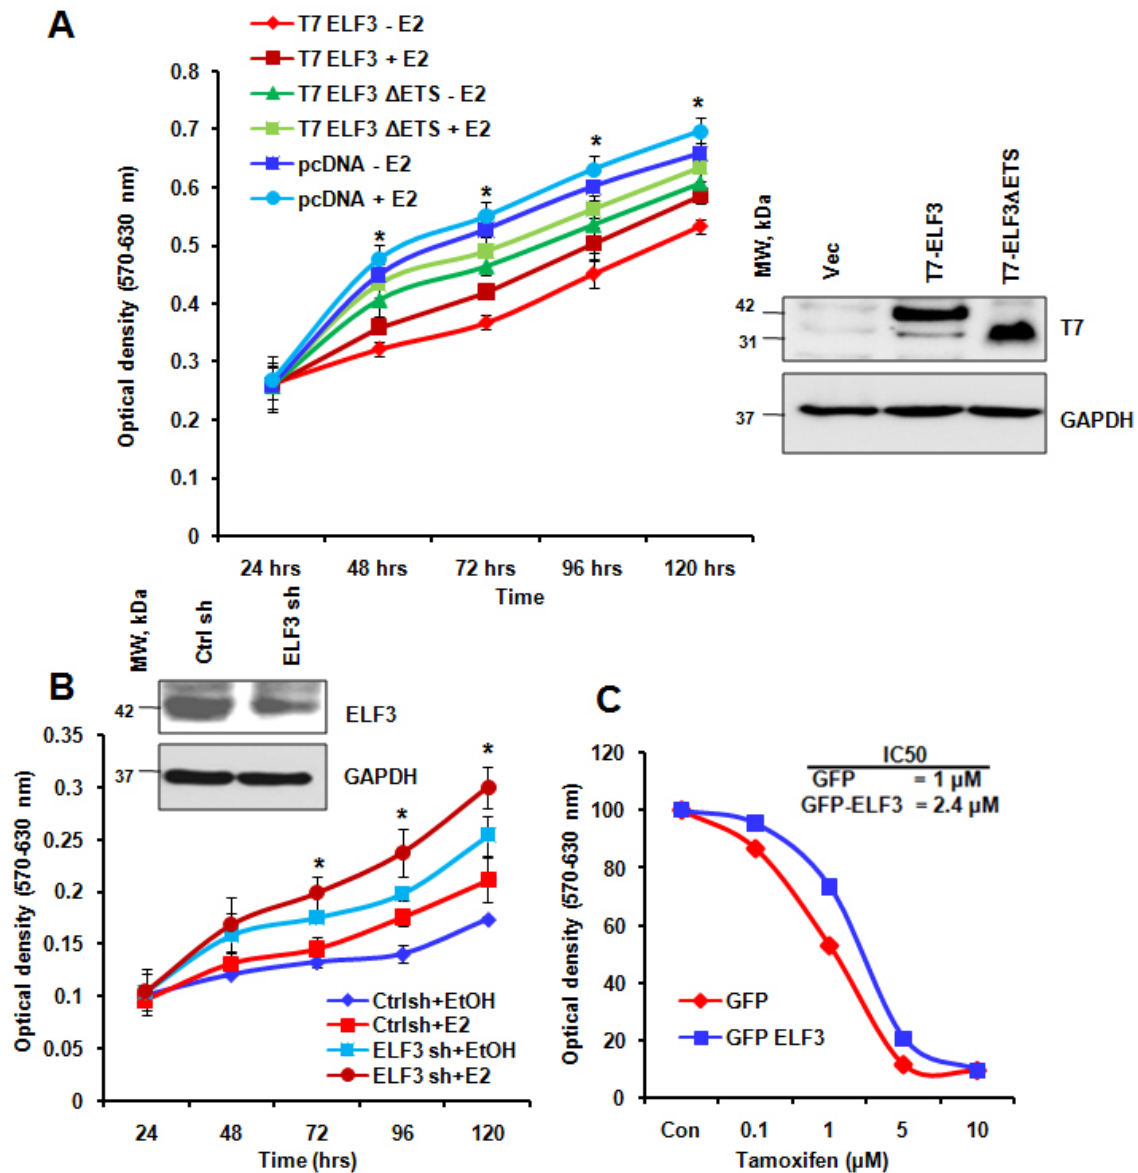 A
T7 ELF3 - E2
T7 ELF3 + E2
T7 ELF3 ΔETS - E2
T7 ELF3 ΔETS + E2
pcDNA - E2
pcDNA + E2
Optical density (570-630 nm)
0.8
0.7
0.6
0.5
0.4
0.3
0.2
0.1
0
* * * *
24 hrs 48 hrs 72 hrs 96 hrs 120 hrs
Time
MW, kDa Vec T7-ELF3 T7-ELF3ΔETS
42
31
T7
37
GAPDH
B
MW, kDa Ctrl sh ELF3 sh
42
ELF3
37
GAPDH
Optical density (570-630 nm)
0.35
0.3
0.25
0.2
0.15
0.1
0.05
0
* * *
Ctrlsh+EtOH
Ctrlsh+E2
ELF3 sh+EtOH
ELF3 sh+E2
24 48 72 96 120
Time (hrs)
C
Optical density (570-630 nm)
120
100
80
60
40
20
0
IC50
GFP = 1 µM
GFP-ELF3 = 2.4 µM
GFP
GFP ELF3
Con 0.1 1 5 10
Tamoxifen (µM)